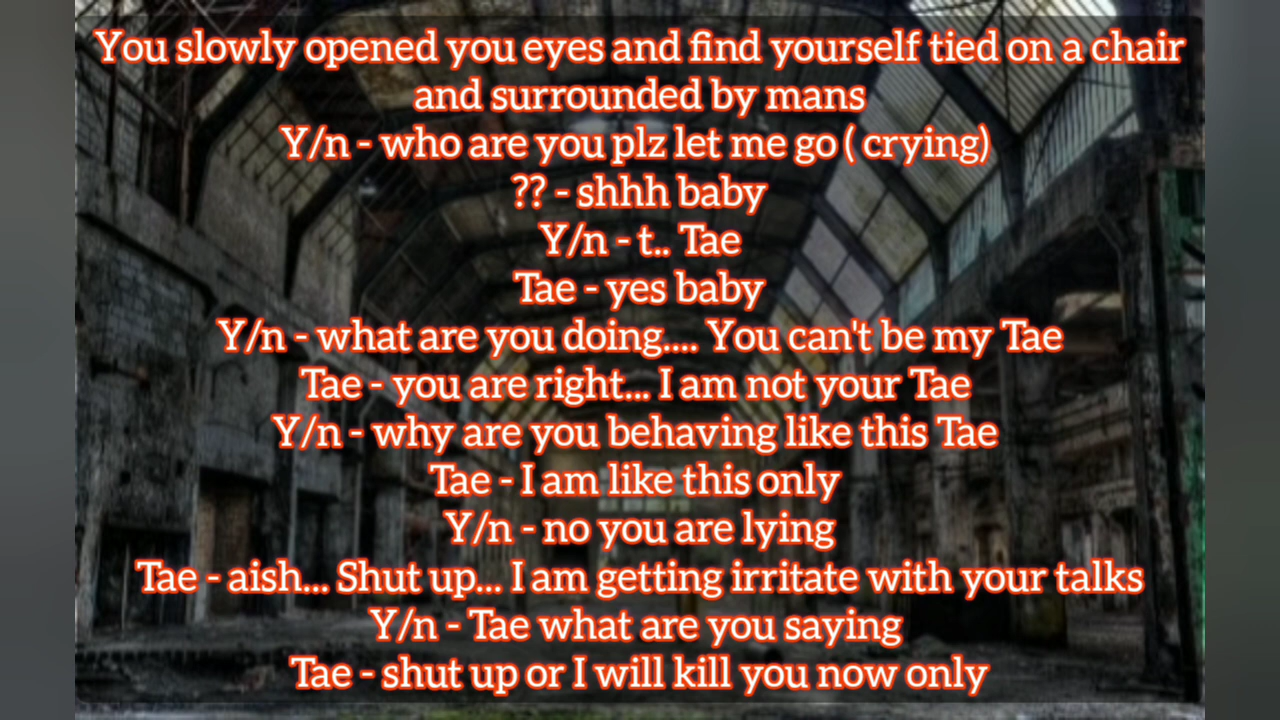 You slowly opened you eyes and find yourself tied on a chair
and surrounded by mans
Y/n - who are you plz let me go ( crying)
?? - shhh baby
Y/n - t.. Tae
Tae - yes baby
Y/n - what are you doing.... You can't be my Tae
Tae - you are right... I am not your Tae
Y/n - why are you behaving like this Tae
Tae - I am like this only
Y/n - no you are lying
Tae - aish... Shut up... I am getting irritate with your talks
Y/n - Tae what are you saying
Tae - shut up or I will kill you now only